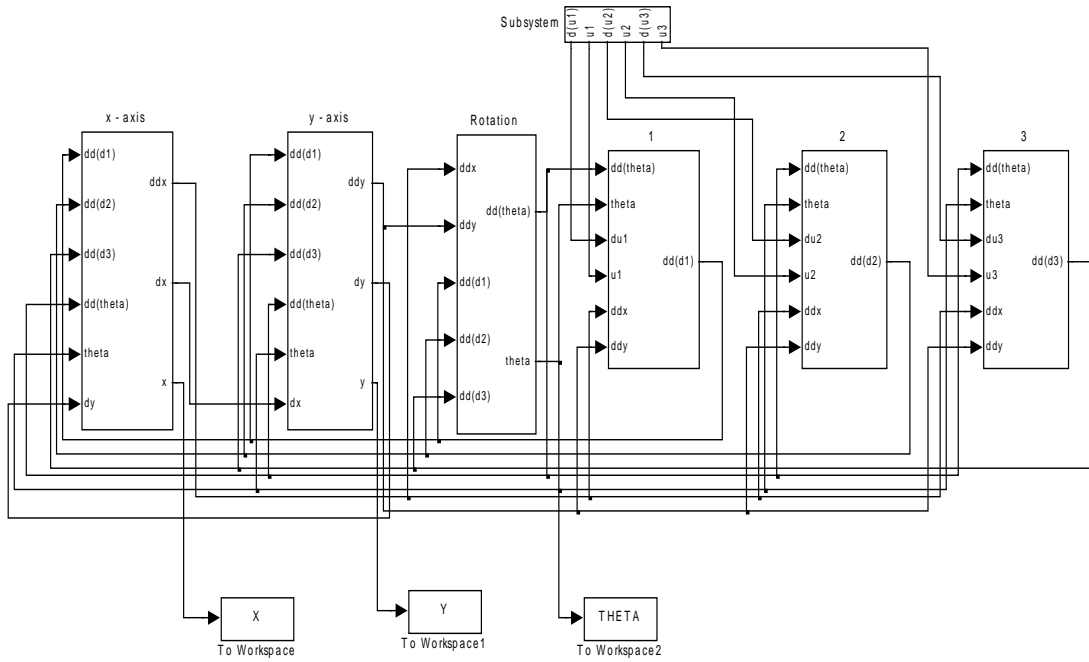 Subsystem
d(u1)
u1
d(u2)
u2
d(u3)
u3
x - axis
dd(d1)
dd(d2)
dd(d3)
dd(theta)
theta
dy
ddx
dx
x
y - axis
dd(d1)
dd(d2)
dd(d3)
dd(theta)
theta
dx
ddy
dy
y
Rotation
ddx
ddy
dd(d1)
dd(d2)
dd(d3)
dd(theta)
theta
1
dd(theta)
theta
du1
u1
ddx
ddy
dd(d1)
2
dd(theta)
theta
du2
u2
ddx
ddy
dd(d2)
3
dd(theta)
theta
du3
u3
ddx
ddy
dd(d3)
X
To Workspace
Y
To Workspace1
THETA
To Workspace2